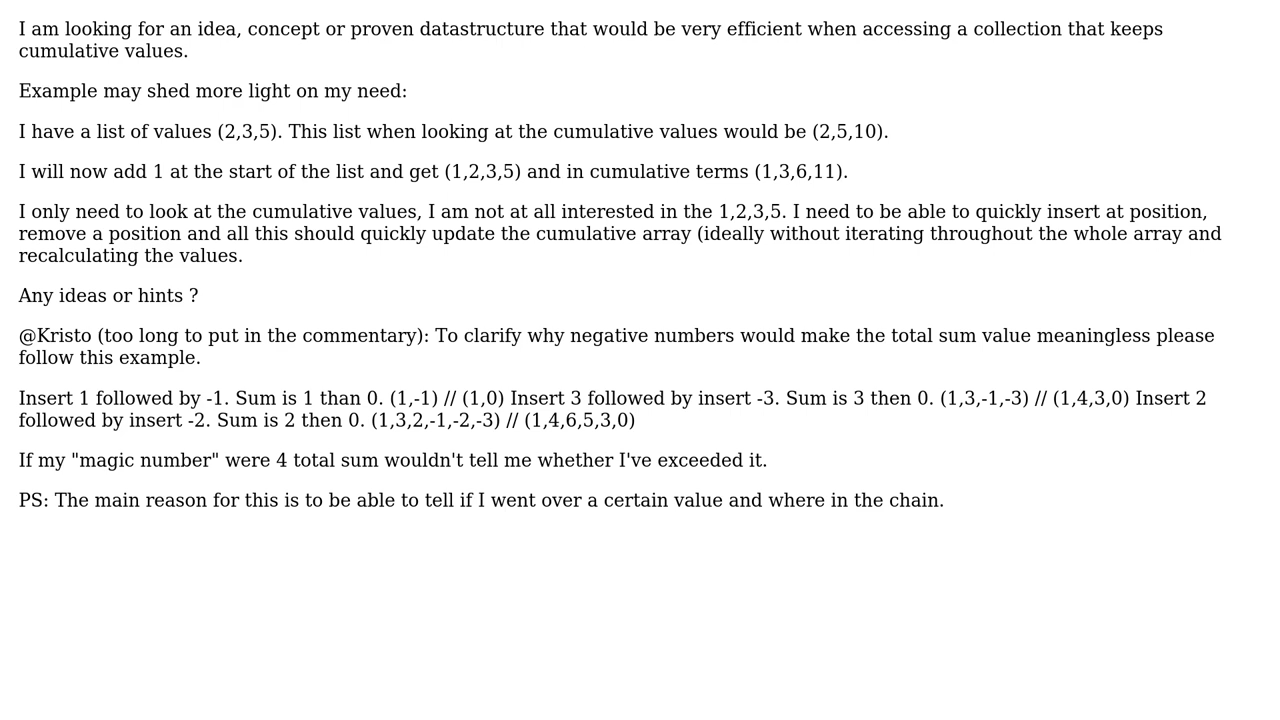 I am looking for an idea, concept or proven datastructure that would be very efficient when accessing a collection that keeps
cumulative values.
Example may shed more light on my need:
I have a list of values (2,3,5). This list when looking at the cumulative values would be (2,5,10).
I will now add 1 at the start of the list and get (1,2,3,5) and in cumulative terms (1,3,6,11).
I only need to look at the cumulative values, I am not at all interested in the 1,2,3,5. I need to be able to quickly insert at position,
remove a position and all this should quickly update the cumulative array (ideally without iterating throughout the whole array and
recalculating the values.
Any ideas or hints ?
@Kristo (too long to put in the commentary): To clarify why negative numbers would make the total sum value meaningless please
follow this example.
Insert 1 followed by -1. Sum is 1 than 0. (1,-1) // (1,0) Insert 3 followed by insert -3. Sum is 3 then 0. (1,3,-1,-3) // (1,4,3,0) Insert 2
followed by insert -2. Sum is 2 then 0. (1,3,2,-1,-2,-3) // (1,4,6,5,3,0)
If my "magic number" were 4 total sum wouldn't tell me whether I've exceeded it.
PS: The main reason for this is to be able to tell if I went over a certain value and where in the chain.